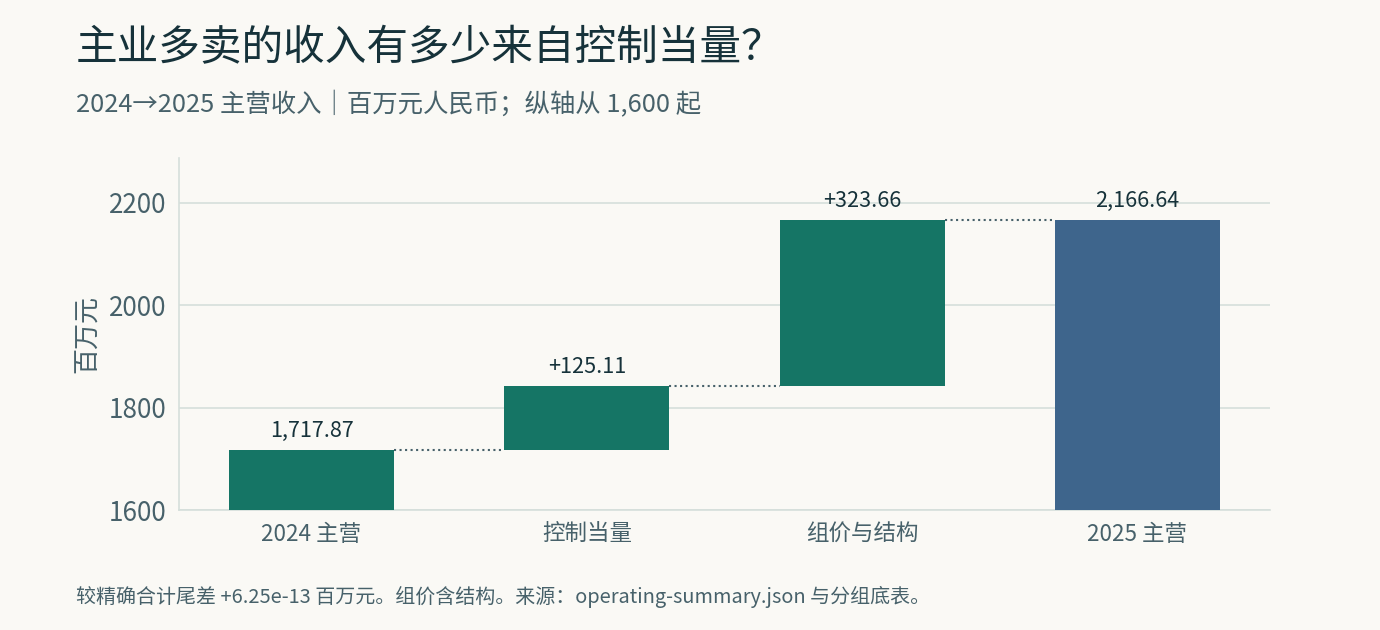 主业多卖的收入有多少来自控制当量？
2024→2025 主营收入｜百万元人民币；纵轴从 1,600 起
百万元
2200
2000
1800
1600
1,717.87
+125.11
+323.66
2,166.64
2024 主营
控制当量
组价与结构
2025 主营
较精确合计尾差 +6.25e-13 百万元。组价含结构。来源：operating-summary.json 与分组底表。